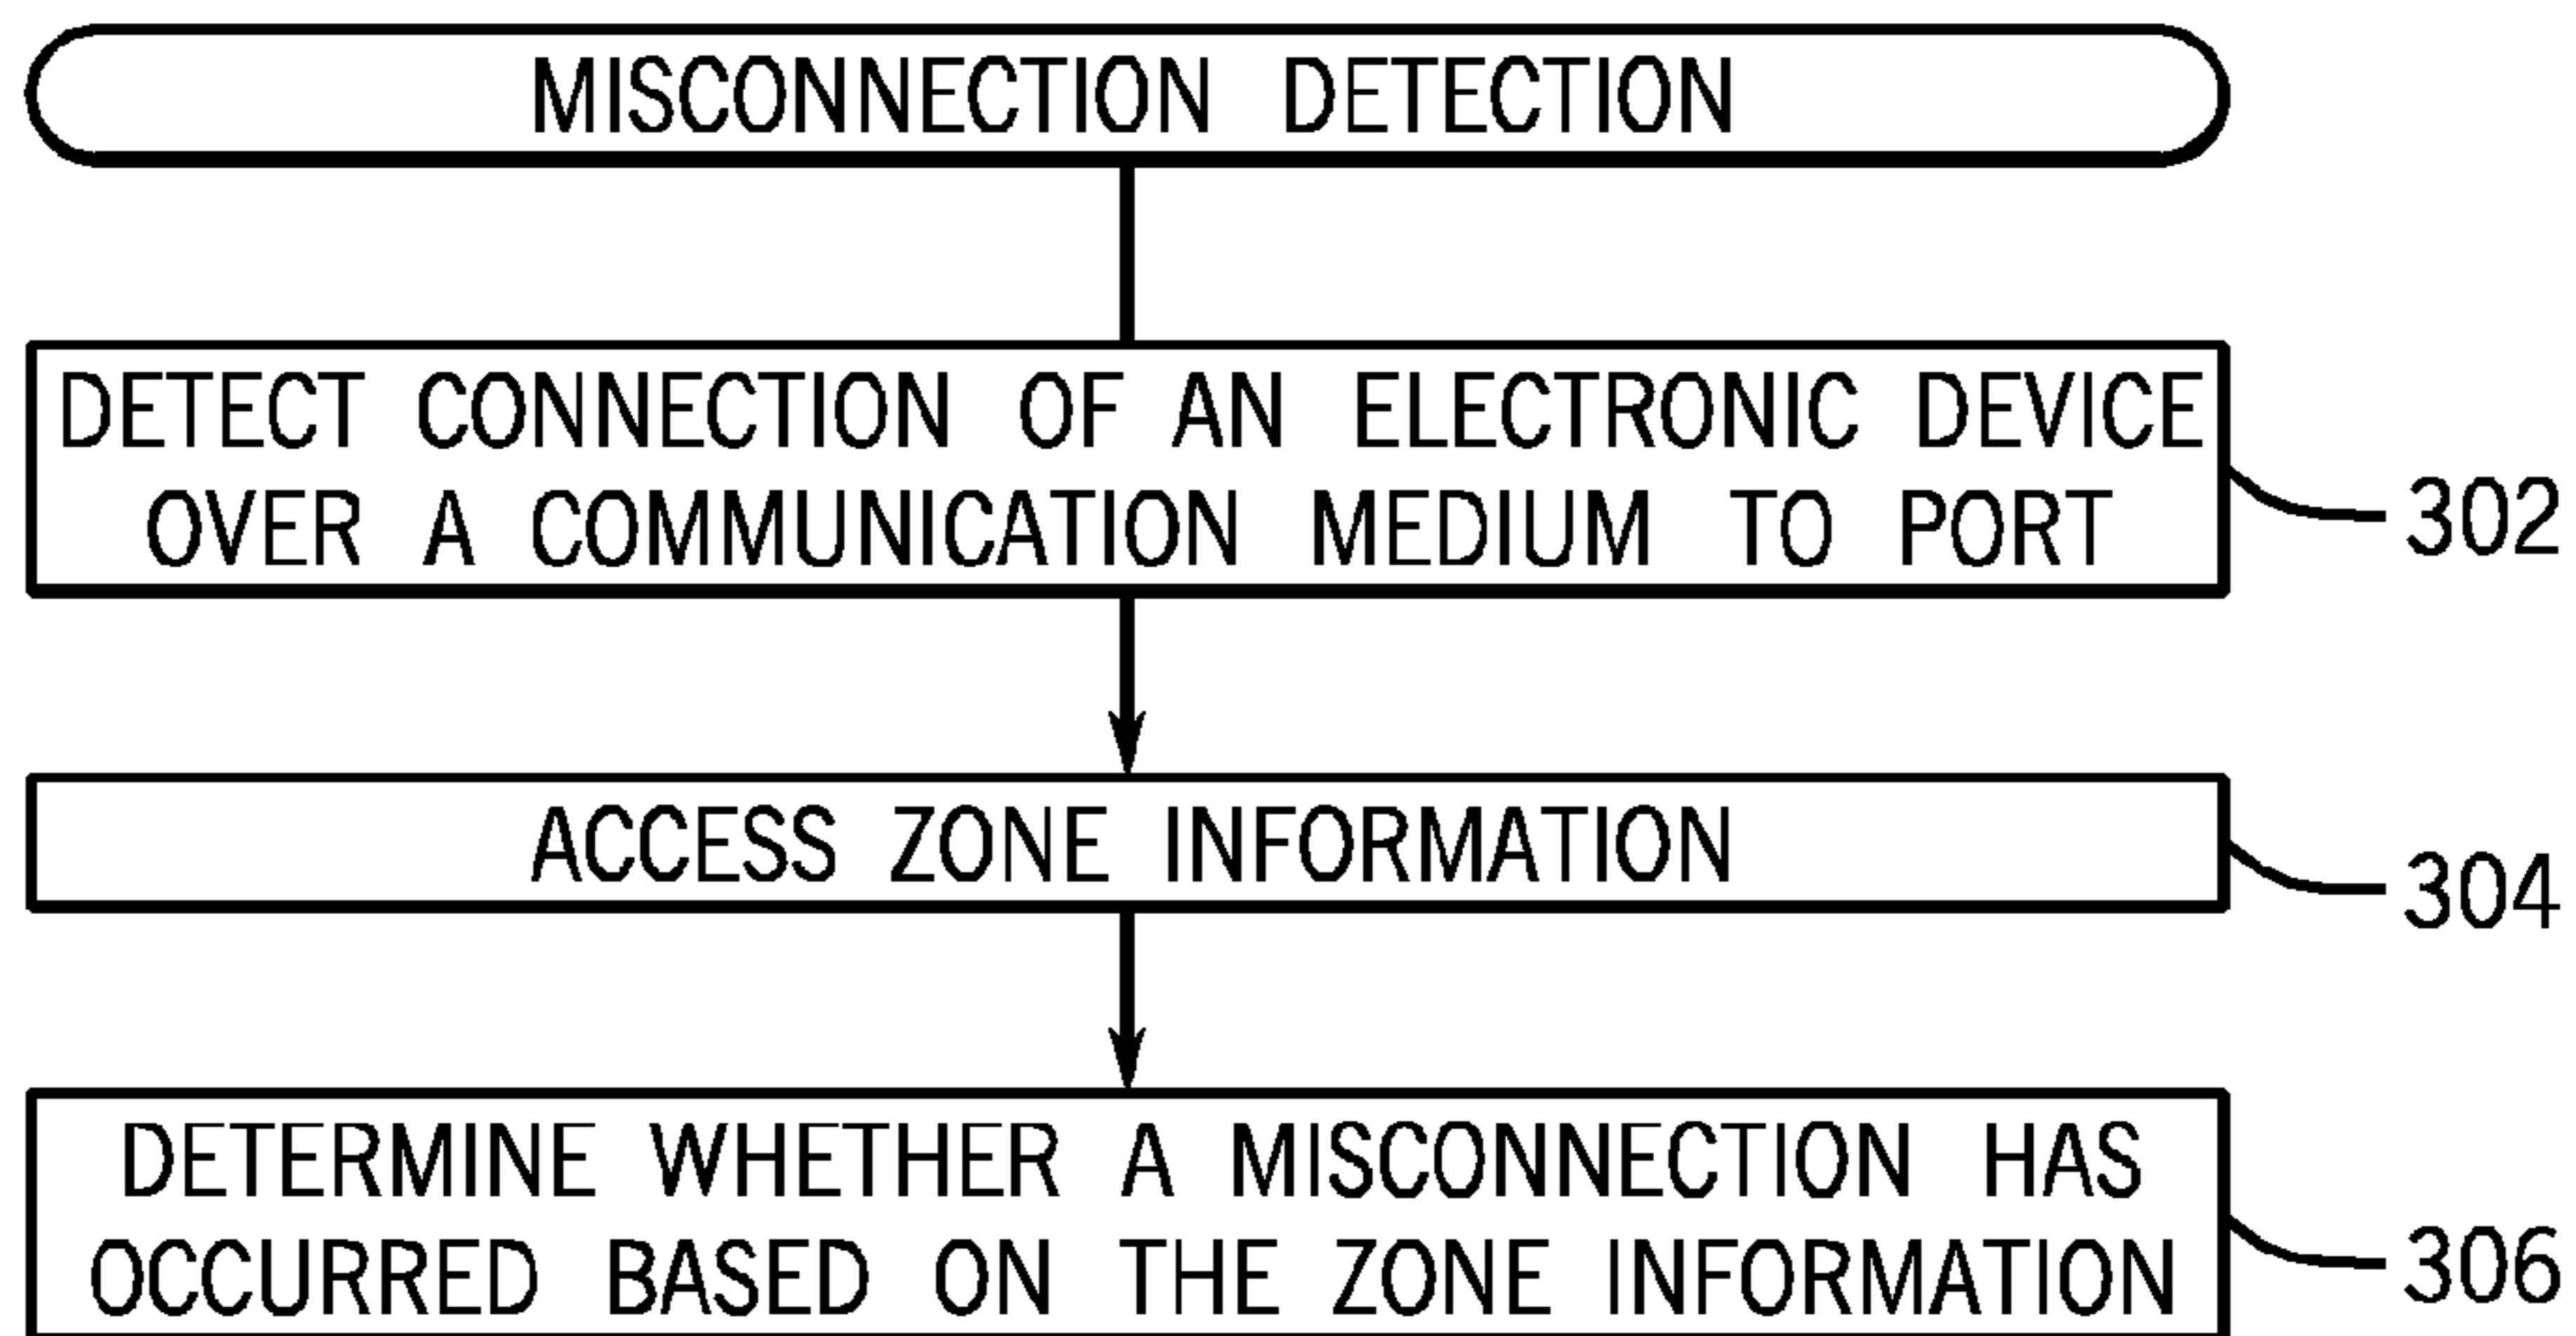 MISCONNECTION DETECTION
DETECT CONNECTION OF AN ELECTRONIC DEVICE
OVER A COMMUNICATION MEDIUM TO PORT
302
ACCESS ZONE INFORMATION
304
DETERMINE WHETHER A MISCONNECTION HAS
OCCURRED BASED ON THE ZONE INFORMATION
306